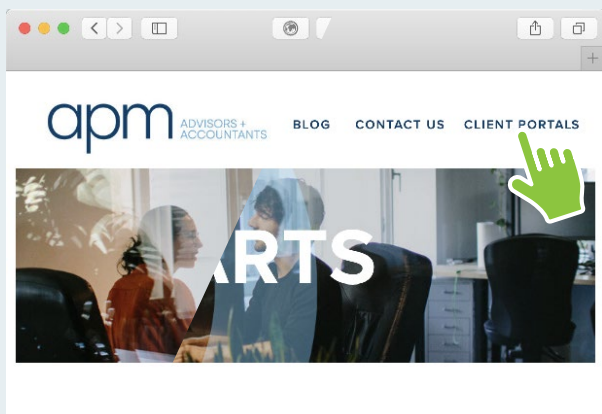 apm ADVISORS +
ACCOUNTANTS
BLOG CONTACT US CLIENT PORTALS
ARTS